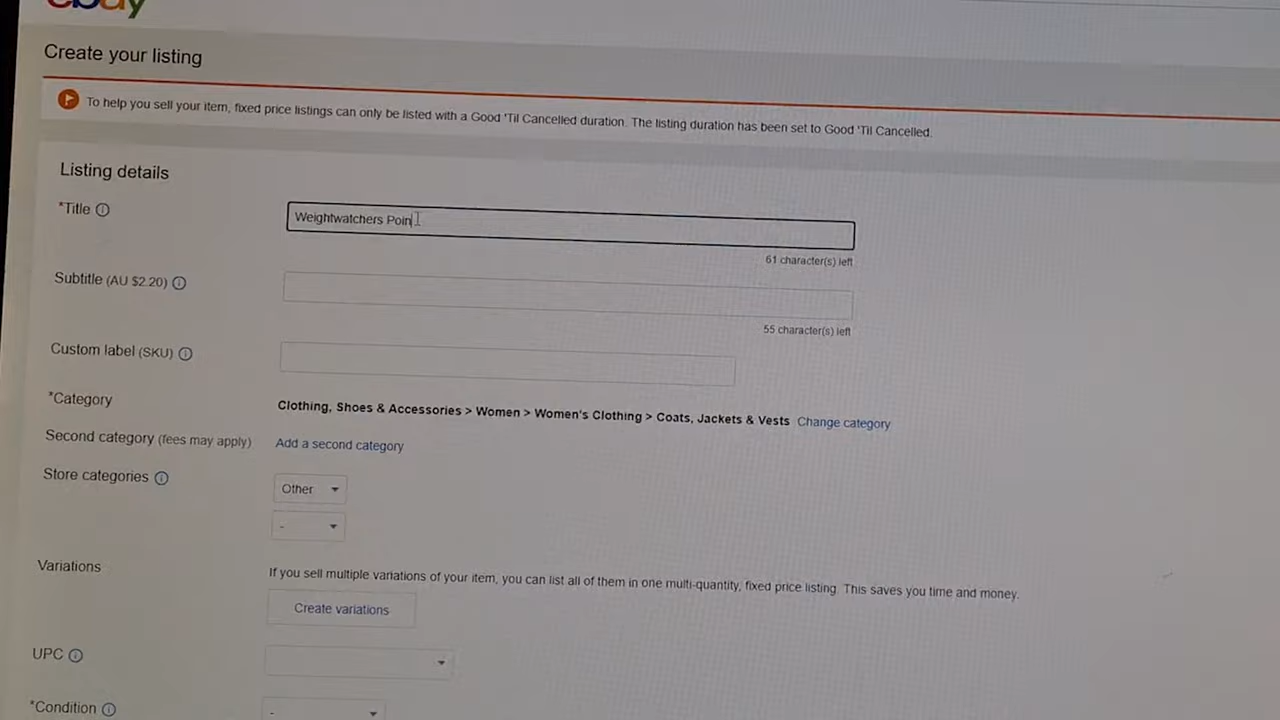 ebay
Create your listing
To help you sell your item, fixed price listings can only be listed with a Good 'Til Cancelled duration. The listing duration has been set to Good 'Til Cancelled.
Listing details
*Title
Weightwatchers Poin
61 character(s) left
Subtitle (AU $2.20)
55 character(s) left
Custom label (SKU)
*Category
Clothing, Shoes & Accessories > Women > Women's Clothing > Coats, Jackets & Vests Change category
Second category (fees may apply)
Add a second category
Store categories
Other
-
Variations
If you sell multiple variations of your item, you can list all of them in one multi-quantity, fixed price listing. This saves you time and money.
Create variations
UPC
*Condition
-